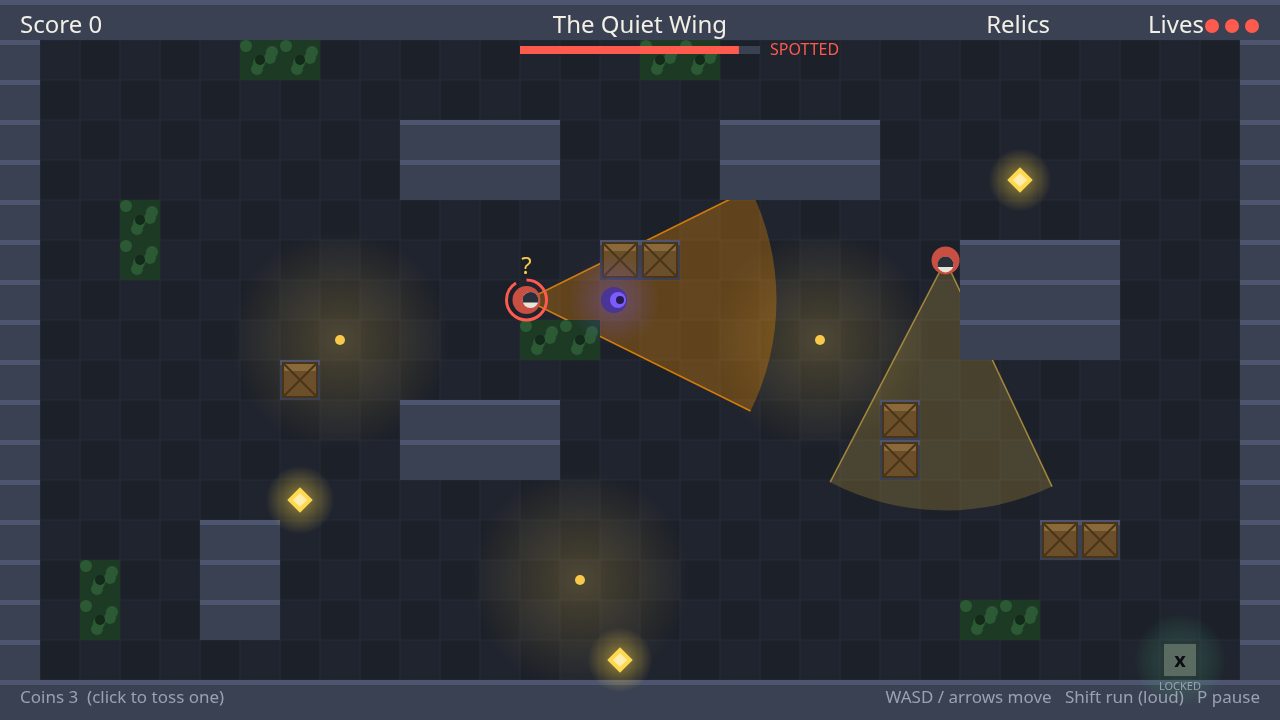 Score 0
The Quiet Wing
Relics
Lives
SPOTTED
?
x
LOCKED
Coins 3 (click to toss one)
WASD / arrows move Shift run (loud) P pause